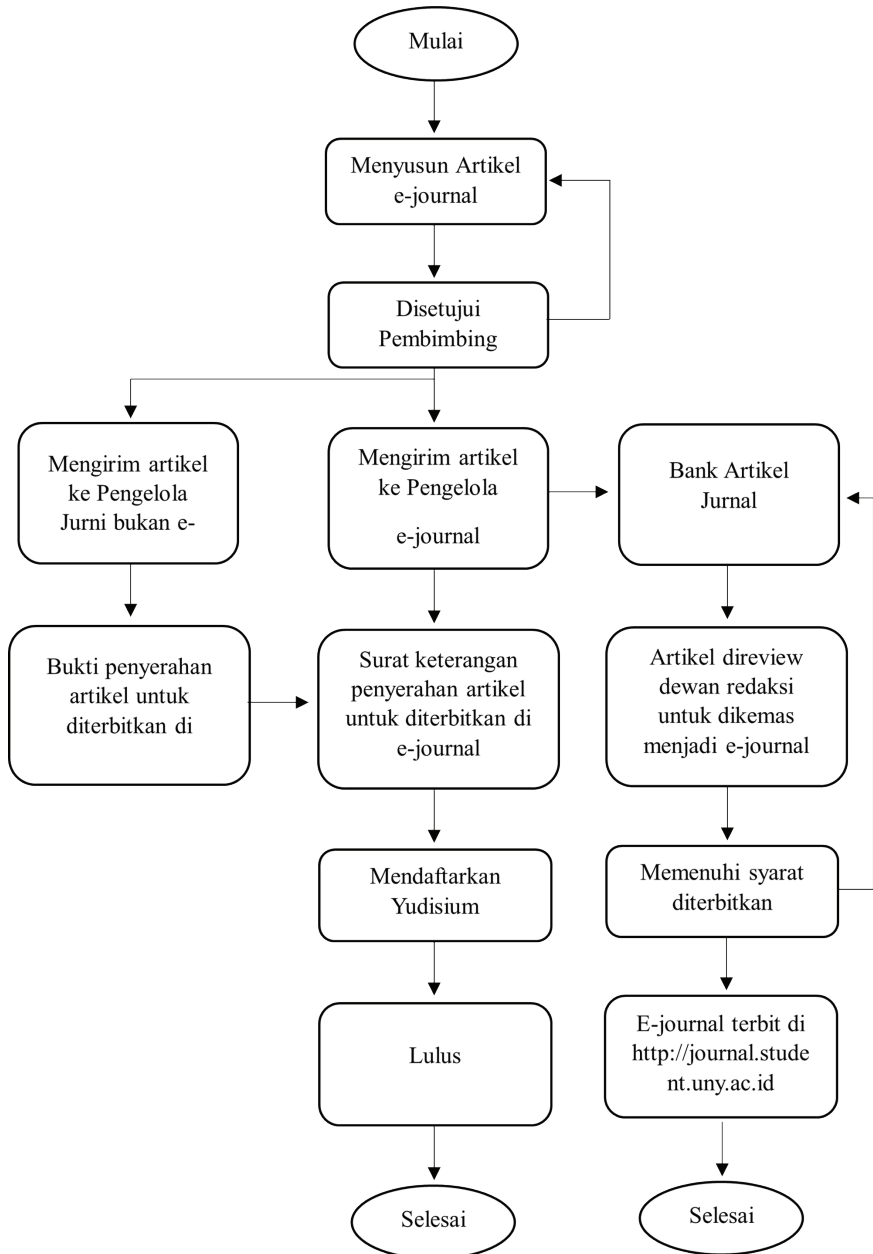 Mulai
Menyusun Artikel
e-journal
Disetujui
Pembimbing
Mengirim artikel
ke Pengelola
Jurni bukan e-
Mengirim artikel
ke Pengelola
e-journal
Bank Artikel
Jurnal
Bukti penyerahan
artikel untuk
diterbitkan di
Surat keterangan
penyerahan artikel
untuk diterbitkan di
e-journal
Artikel direview
dewan redaksi
untuk dikemas
menjadi e-journal
Mendaftarkan
Yudisium
Memenuhi syarat
diterbitkan
Lulus
E-journal terbit di
http://journal.stude
nt.uny.ac.id
Selesai
Selesai